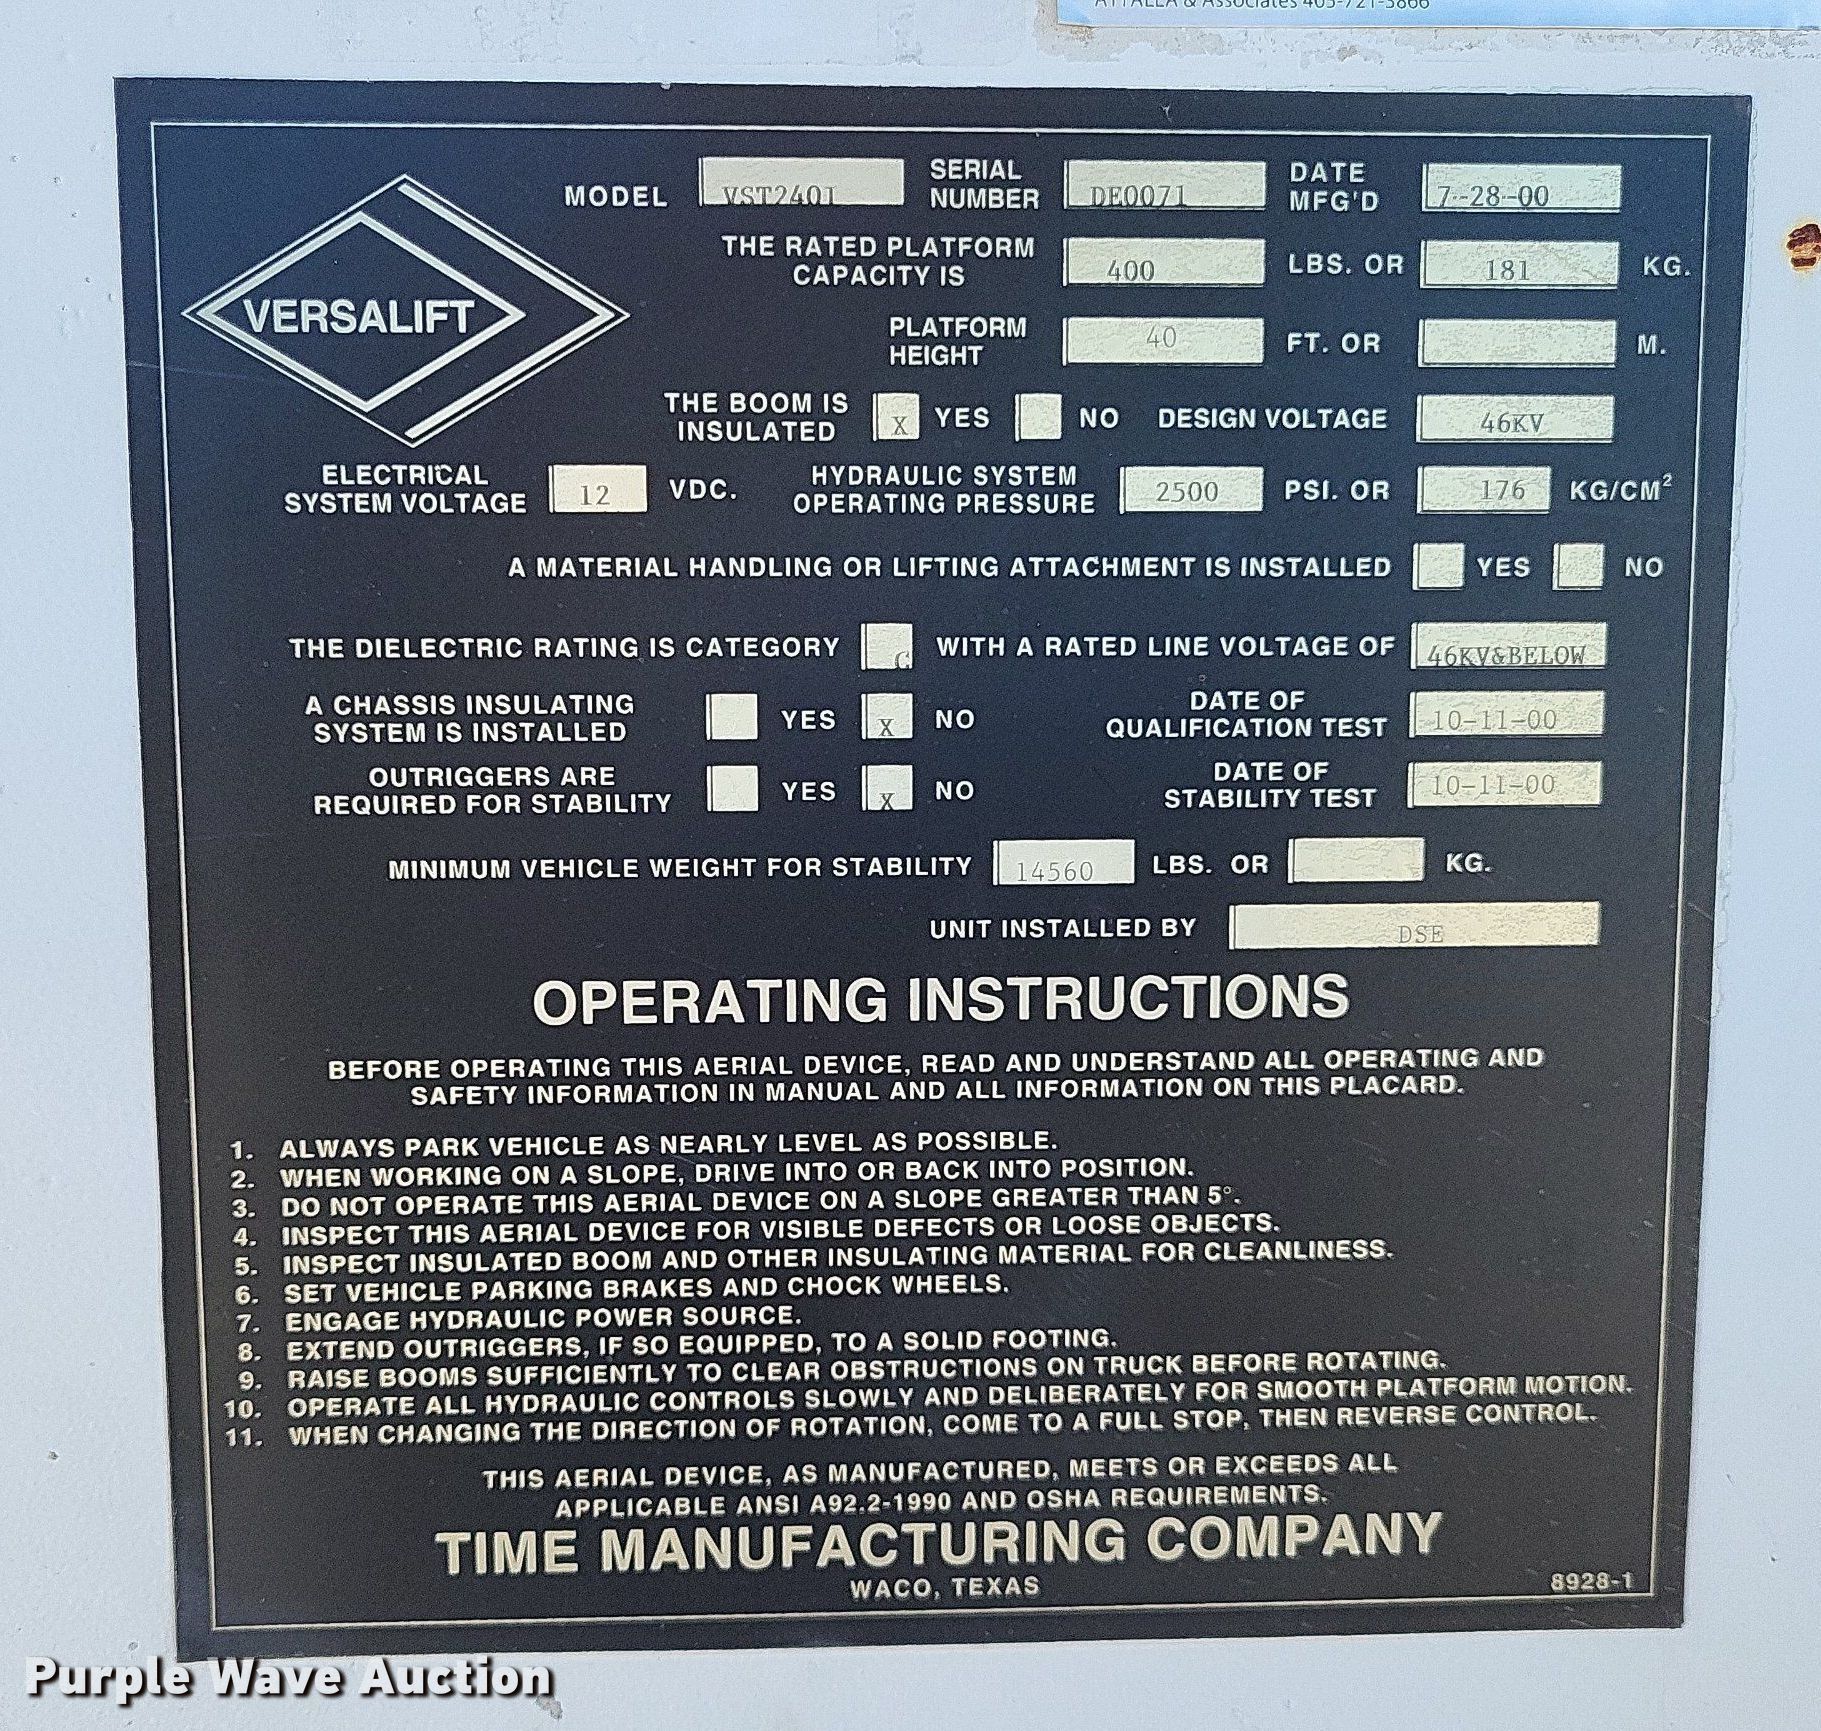 ATTALLA & Associates 405-721-3866
MODEL VST240I SERIAL NUMBER DE0071 DATE MFG'D 7-28-00
THE RATED PLATFORM CAPACITY IS 400 LBS. OR 181 KG.
VERSALIFT
PLATFORM HEIGHT 40 FT. OR M.
THE BOOM IS INSULATED X YES NO DESIGN VOLTAGE 46KV
ELECTRICAL SYSTEM VOLTAGE 12 VDC. HYDRAULIC SYSTEM OPERATING PRESSURE 2500 PSI. OR 176 KG/CM²
A MATERIAL HANDLING OR LIFTING ATTACHMENT IS INSTALLED YES NO
THE DIELECTRIC RATING IS CATEGORY C WITH A RATED LINE VOLTAGE OF 46KV&BELOW
A CHASSIS INSULATING SYSTEM IS INSTALLED YES X NO DATE OF QUALIFICATION TEST 10-11-00
OUTRIGGERS ARE REQUIRED FOR STABILITY YES X NO DATE OF STABILITY TEST 10-11-00
MINIMUM VEHICLE WEIGHT FOR STABILITY 14560 LBS. OR KG.
UNIT INSTALLED BY DSE
OPERATING INSTRUCTIONS
BEFORE OPERATING THIS AERIAL DEVICE, READ AND UNDERSTAND ALL OPERATING AND
SAFETY INFORMATION IN MANUAL AND ALL INFORMATION ON THIS PLACARD.
1. ALWAYS PARK VEHICLE AS NEARLY LEVEL AS POSSIBLE.
2. WHEN WORKING ON A SLOPE, DRIVE INTO OR BACK INTO POSITION.
3. DO NOT OPERATE THIS AERIAL DEVICE ON A SLOPE GREATER THAN 5°.
4. INSPECT THIS AERIAL DEVICE FOR VISIBLE DEFECTS OR LOOSE OBJECTS.
5. INSPECT INSULATED BOOM AND OTHER INSULATING MATERIAL FOR CLEANLINESS.
6. SET VEHICLE PARKING BRAKES AND CHOCK WHEELS.
7. ENGAGE HYDRAULIC POWER SOURCE.
8. EXTEND OUTRIGGERS, IF SO EQUIPPED, TO A SOLID FOOTING.
9. RAISE BOOMS SUFFICIENTLY TO CLEAR OBSTRUCTIONS ON TRUCK BEFORE ROTATING.
10. OPERATE ALL HYDRAULIC CONTROLS SLOWLY AND DELIBERATELY FOR SMOOTH PLATFORM MOTION.
11. WHEN CHANGING THE DIRECTION OF ROTATION, COME TO A FULL STOP, THEN REVERSE CONTROL.
THIS AERIAL DEVICE, AS MANUFACTURED, MEETS OR EXCEEDS ALL
APPLICABLE ANSI A92.2-1990 AND OSHA REQUIREMENTS.
TIME MANUFACTURING COMPANY
WACO, TEXAS
8928-1
Purple Wave Auction